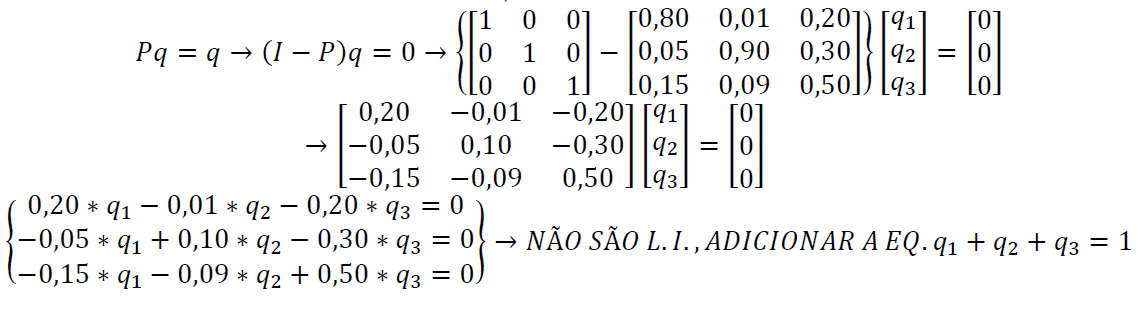 𝑃𝑞 = 𝑞 → (𝐼 − 𝑃)𝑞 = 0 → {[1 0 0; 0 1 0; 0 0 1] − [0,80 0,01 0,20; 0,05 0,90 0,30; 0,15 0,09 0,50]} [𝑞₁; 𝑞₂; 𝑞₃] = [0; 0; 0]
→ [0,20 −0,01 −0,20; −0,05 0,10 −0,30; −0,15 −0,09 0,50] [𝑞₁; 𝑞₂; 𝑞₃] = [0; 0; 0]
{0,20 ∗ 𝑞₁ − 0,01 ∗ 𝑞₂ − 0,20 ∗ 𝑞₃ = 0
−0,05 ∗ 𝑞₁ + 0,10 ∗ 𝑞₂ − 0,30 ∗ 𝑞₃ = 0
−0,15 ∗ 𝑞₁ − 0,09 ∗ 𝑞₂ + 0,50 ∗ 𝑞₃ = 0} → NÃO SÃO L.I., ADICIONAR A EQ. 𝑞₁ + 𝑞₂ + 𝑞₃ = 1